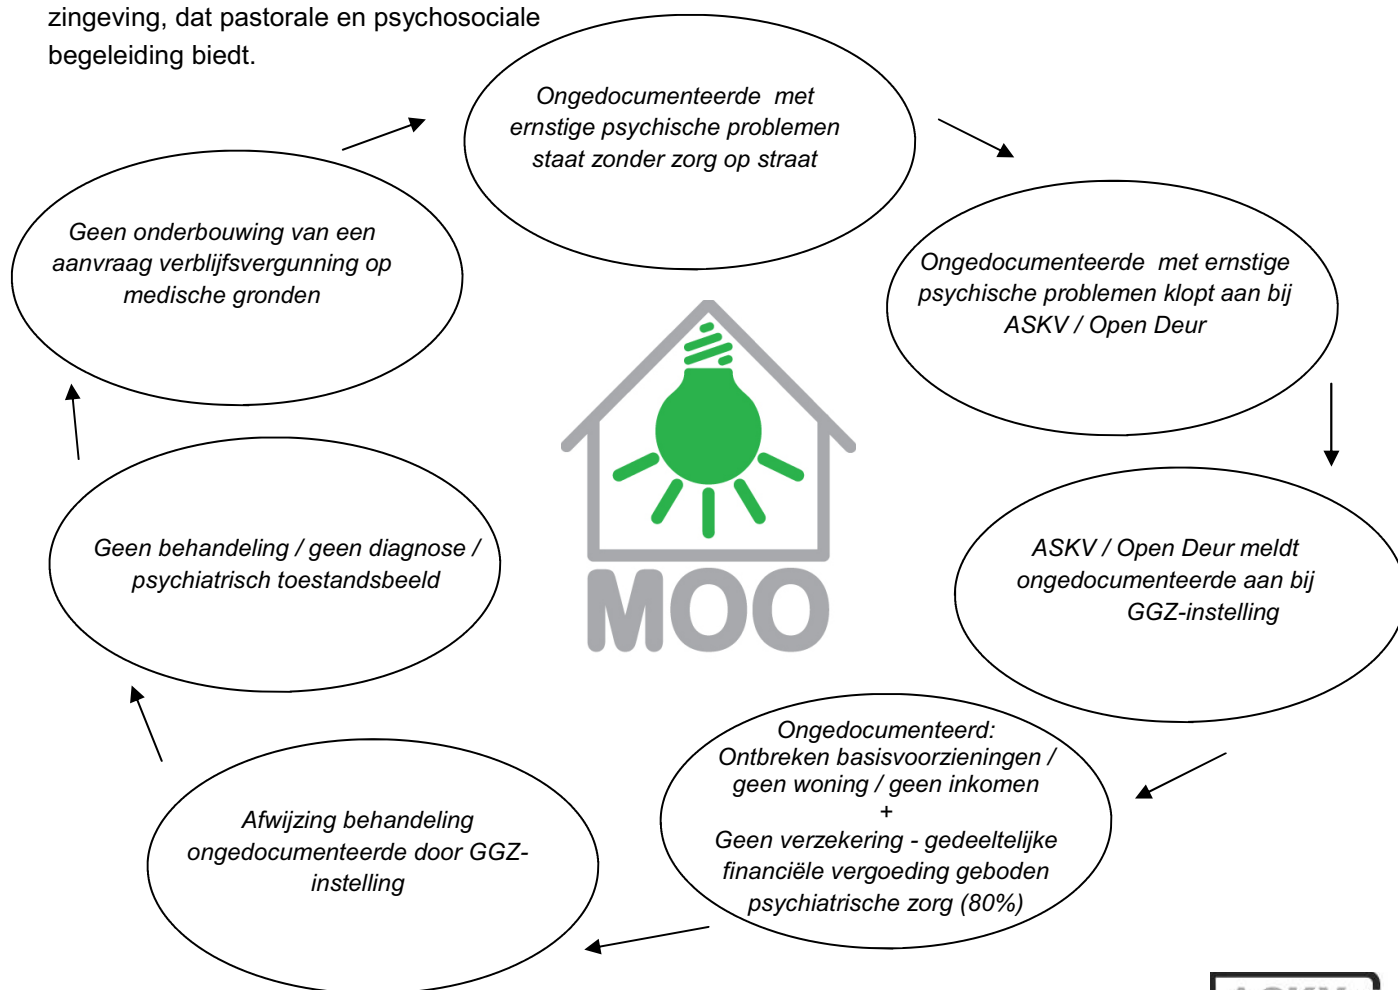 zingeving, dat pastorale en psychosociale
begeleiding biedt.
Ongedocumenteerde met
ernstige psychische problemen
staat zonder zorg op straat
Ongedocumenteerde met ernstige
psychische problemen klopt aan bij
ASKV / Open Deur
ASKV / Open Deur meldt
ongedocumenteerde aan bij
GGZ-instelling
Ongedocumenteerd:
Ontbreken basisvoorzieningen /
geen woning / geen inkomen
+
Geen verzekering - gedeeltelijke
financiële vergoeding geboden
psychiatrische zorg (80%)
Afwijzing behandeling
ongedocumenteerde door GGZ-
instelling
Geen behandeling / geen diagnose /
psychiatrisch toestandsbeeld
Geen onderbouwing van een
aanvraag verblijfsvergunning op
medische gronden
MOO